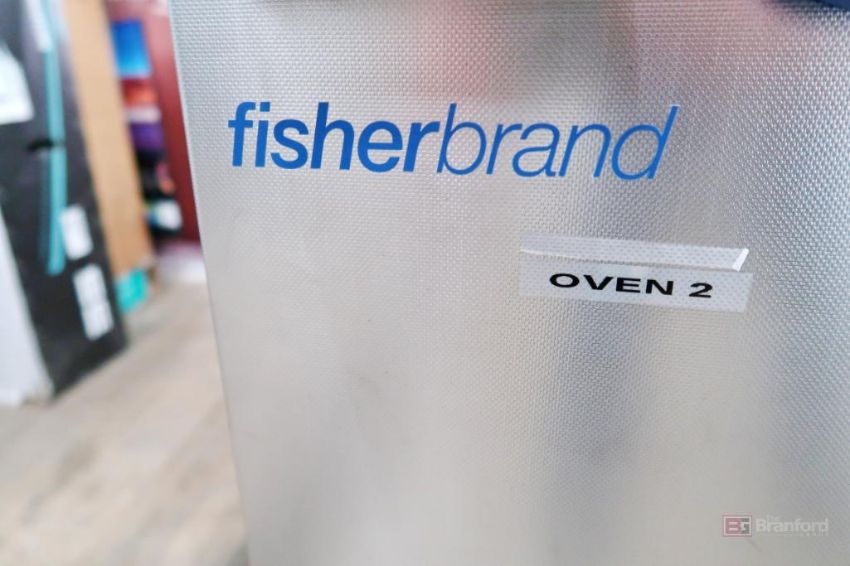 fisherbrand
OVEN 2
The
Branford